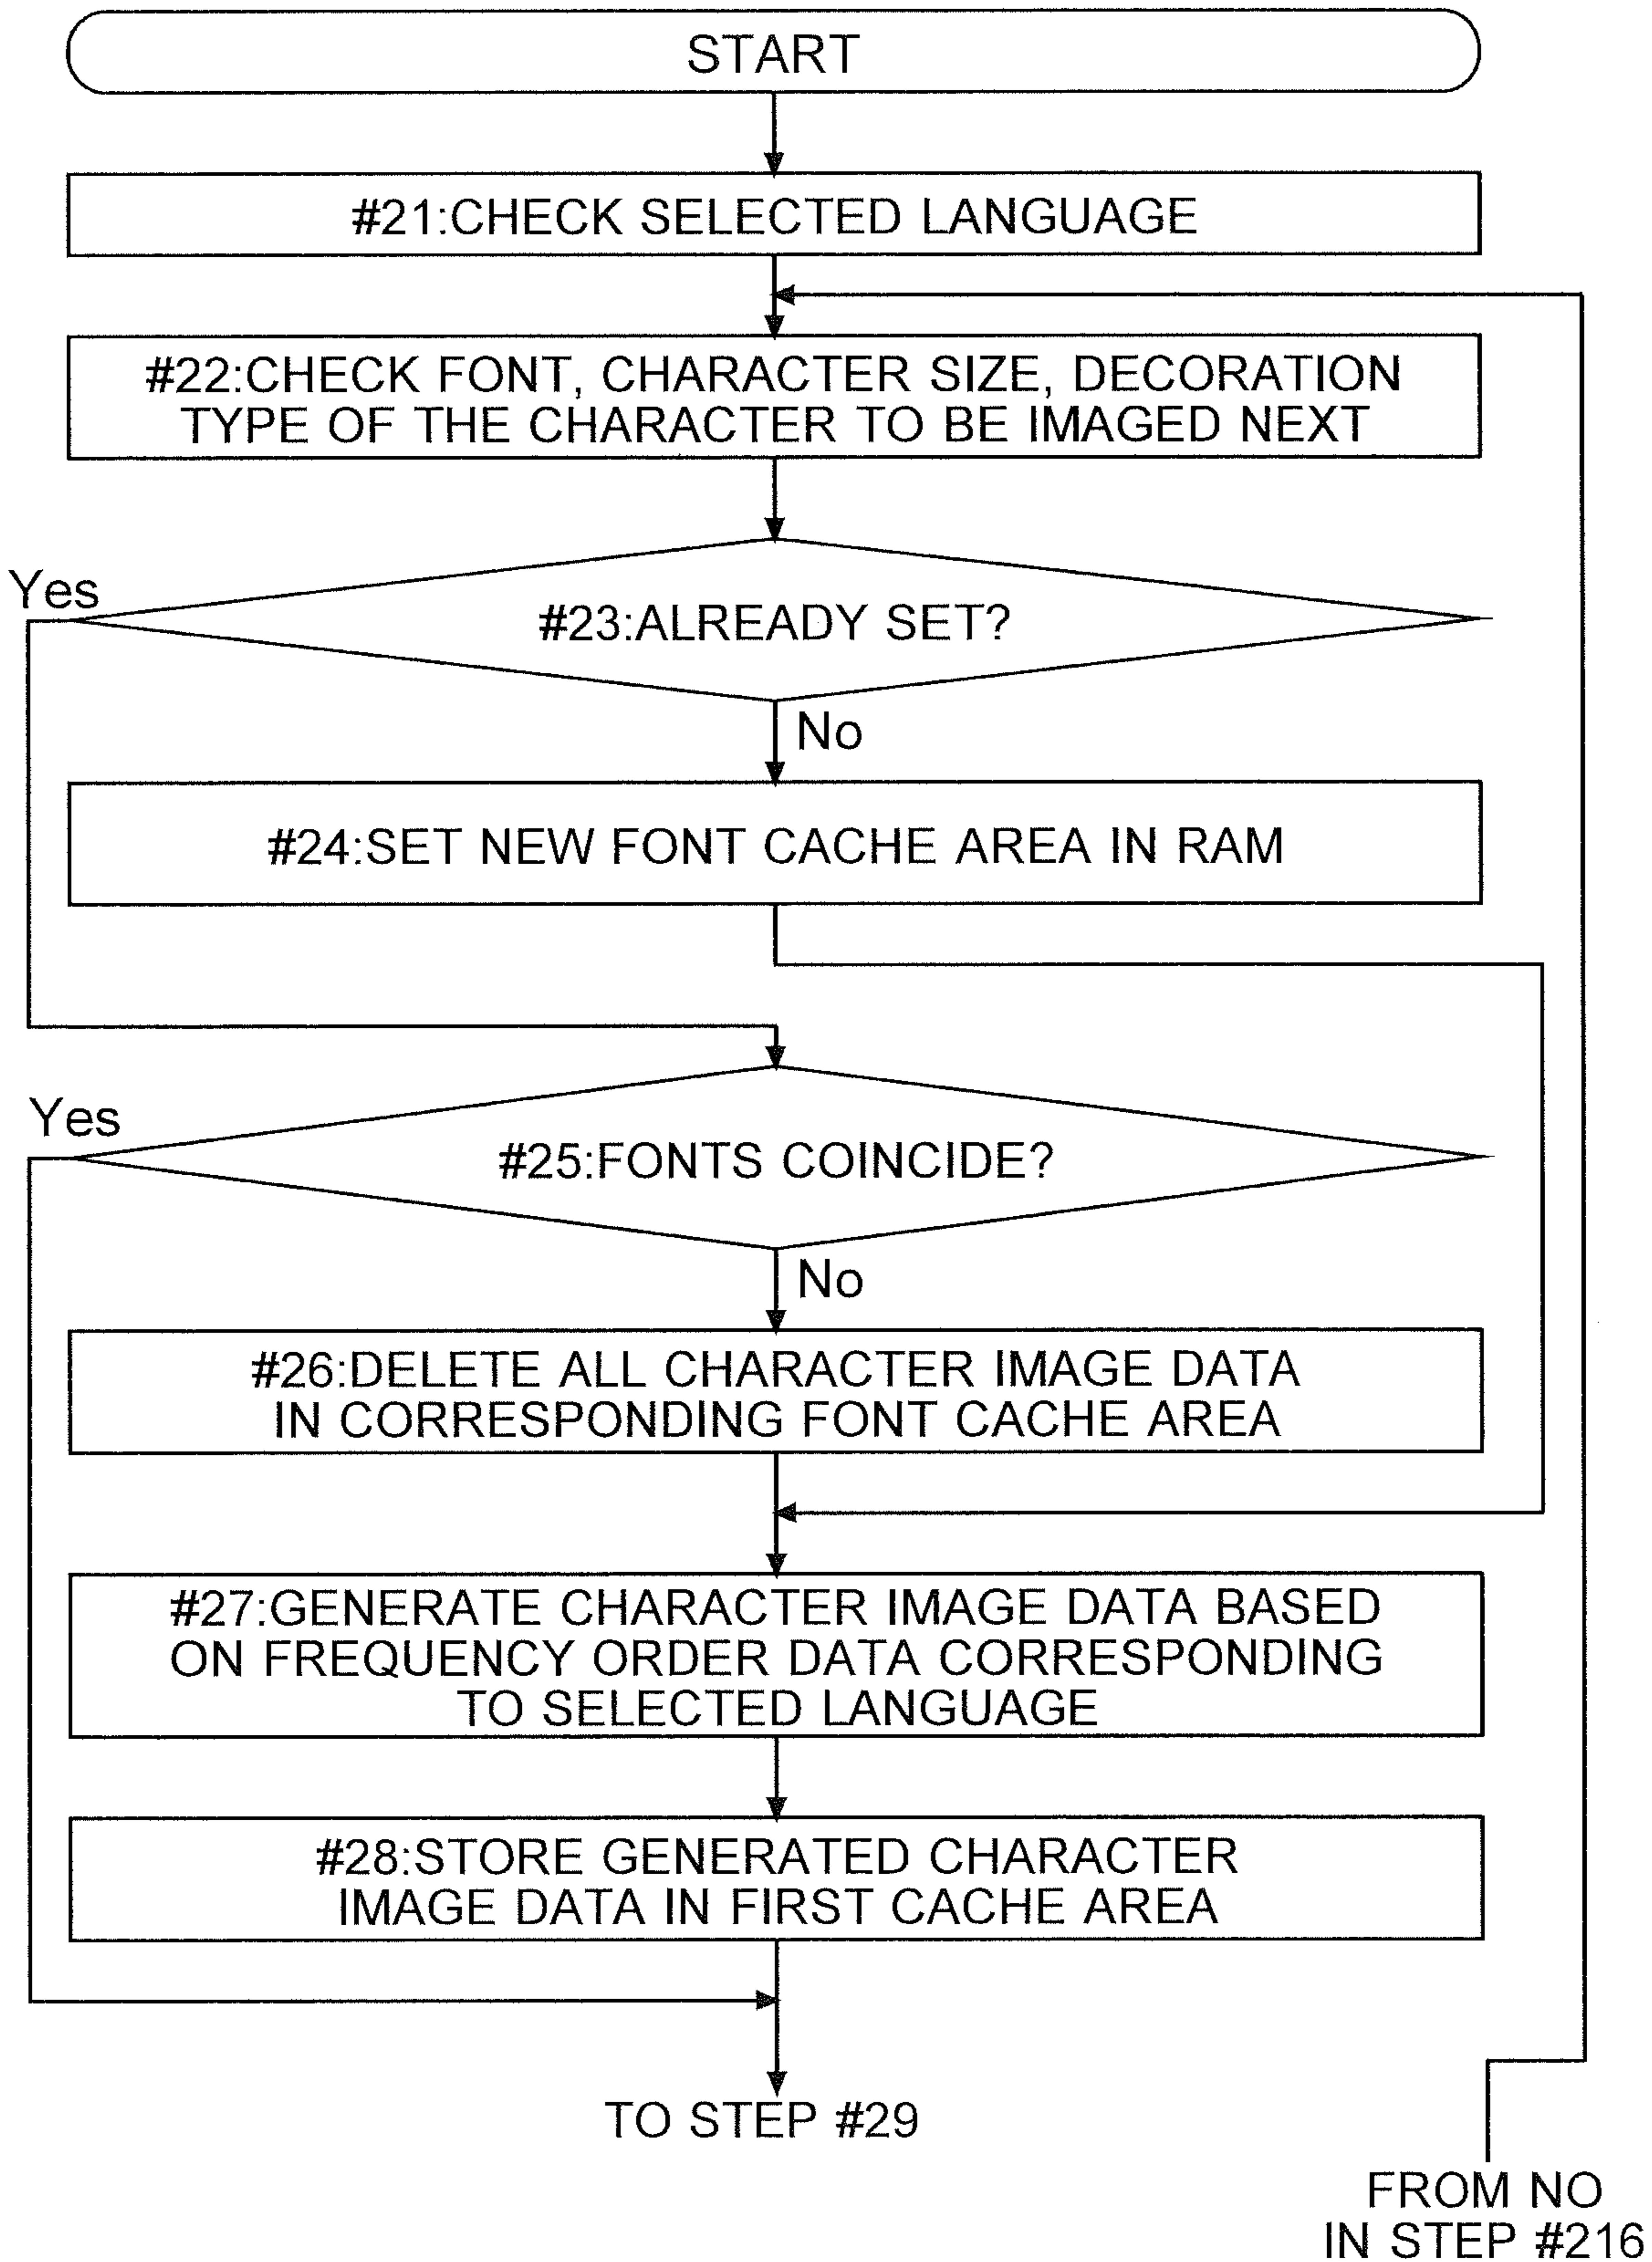 START
#21:CHECK SELECTED LANGUAGE
#22:CHECK FONT, CHARACTER SIZE, DECORATION
TYPE OF THE CHARACTER TO BE IMAGED NEXT
Yes
#23:ALREADY SET?
No
#24:SET NEW FONT CACHE AREA IN RAM
Yes
#25:FONTS COINCIDE?
No
#26:DELETE ALL CHARACTER IMAGE DATA
IN CORRESPONDING FONT CACHE AREA
#27:GENERATE CHARACTER IMAGE DATA BASED
ON FREQUENCY ORDER DATA CORRESPONDING
TO SELECTED LANGUAGE
#28:STORE GENERATED CHARACTER
IMAGE DATA IN FIRST CACHE AREA
TO STEP #29
FROM NO
IN STEP #216